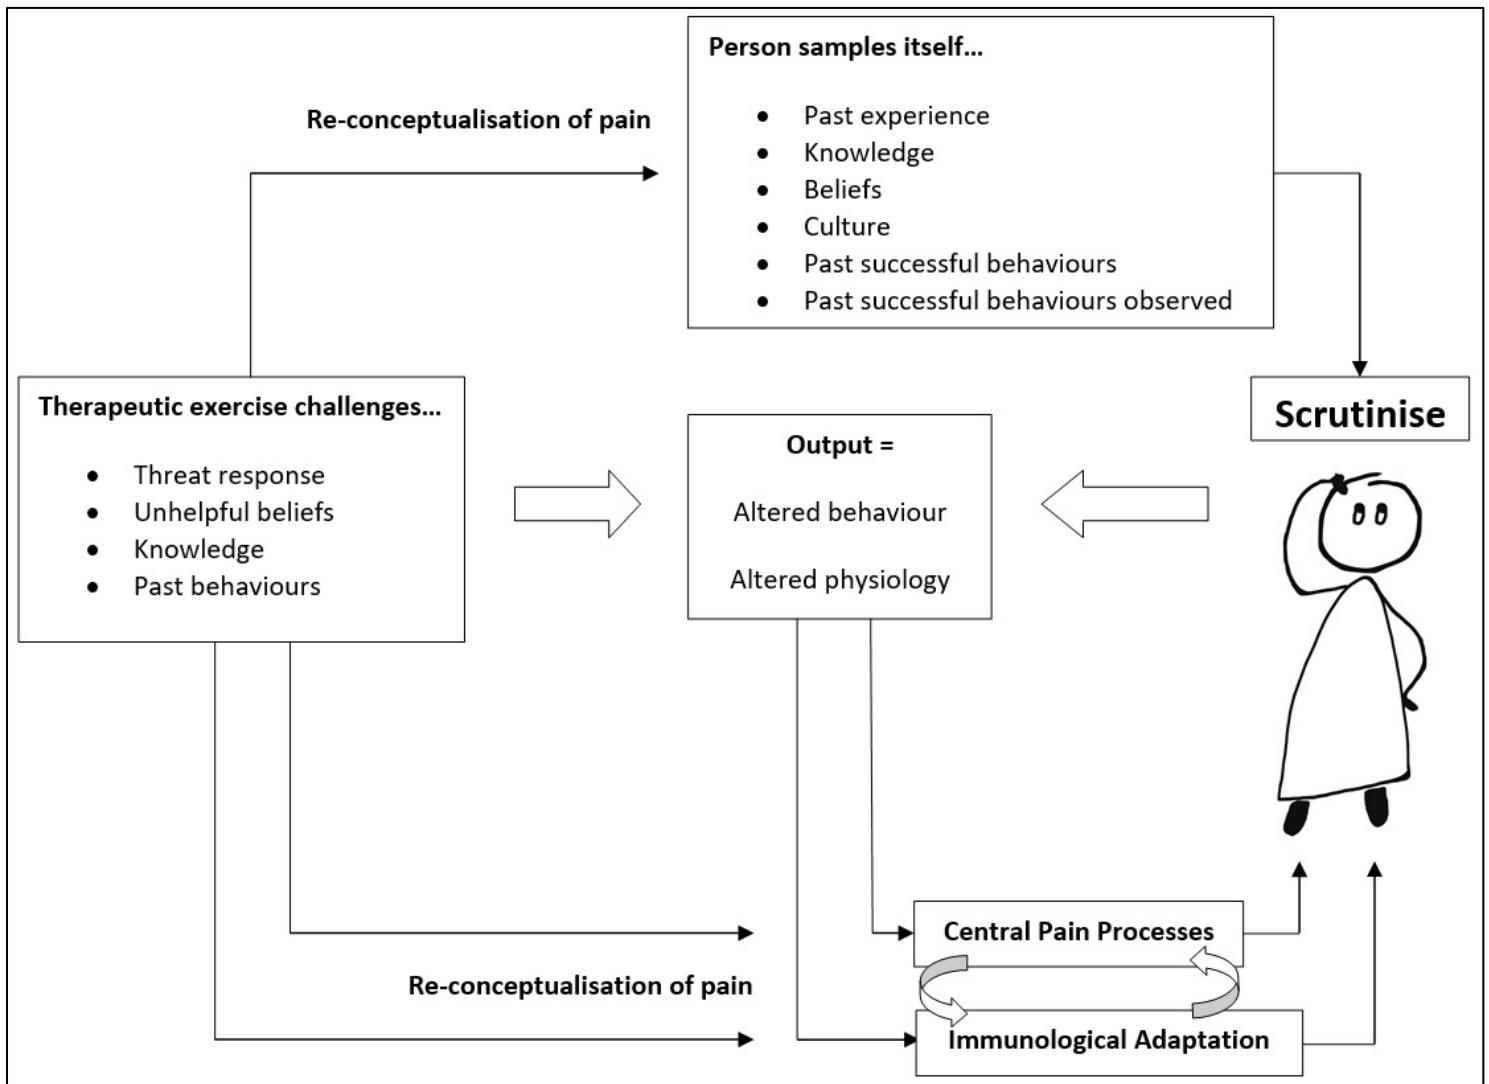 Person samples itself...
• Past experience
• Knowledge
• Beliefs
• Culture
• Past successful behaviours
• Past successful behaviours observed
Re-conceptualisation of pain
Therapeutic exercise challenges...
• Threat response
• Unhelpful beliefs
• Knowledge
• Past behaviours
Output =
Altered behaviour
Altered physiology
Scrutinise
Central Pain Processes
Re-conceptualisation of pain
Immunological Adaptation